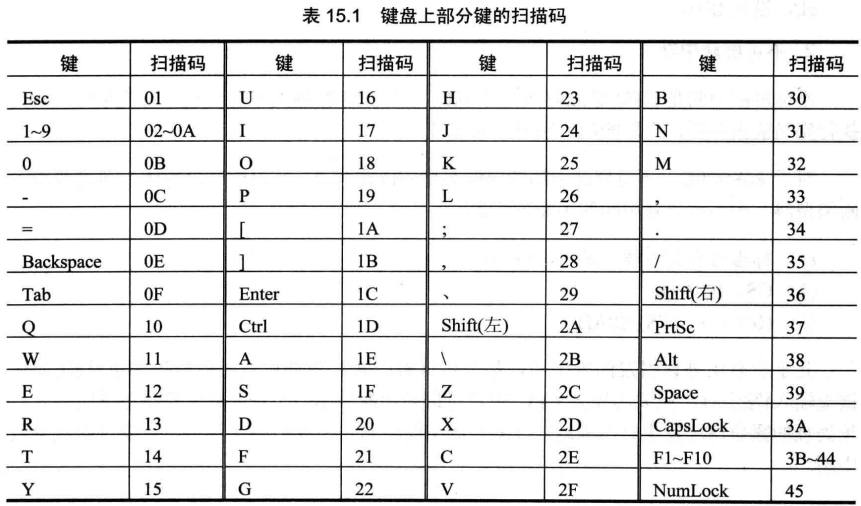 表 15.1 键盘上部分键的扫描码
键 扫描码 键 扫描码 键 扫描码 键 扫描码
Esc 01 U 16 H 23 B 30
1~9 02~0A I 17 J 24 N 31
0 0B O 18 K 25 M 32
- 0C P 19 L 26 , 33
= 0D [ 1A ; 27 . 34
Backspace 0E ] 1B , 28 / 35
Tab 0F Enter 1C 、 29 Shift(右) 36
Q 10 Ctrl 1D Shift(左) 2A PrtSc 37
W 11 A 1E \ 2B Alt 38
E 12 S 1F Z 2C Space 39
R 13 D 20 X 2D CapsLock 3A
T 14 F 21 C 2E F1~F10 3B~44
Y 15 G 22 V 2F NumLock 45